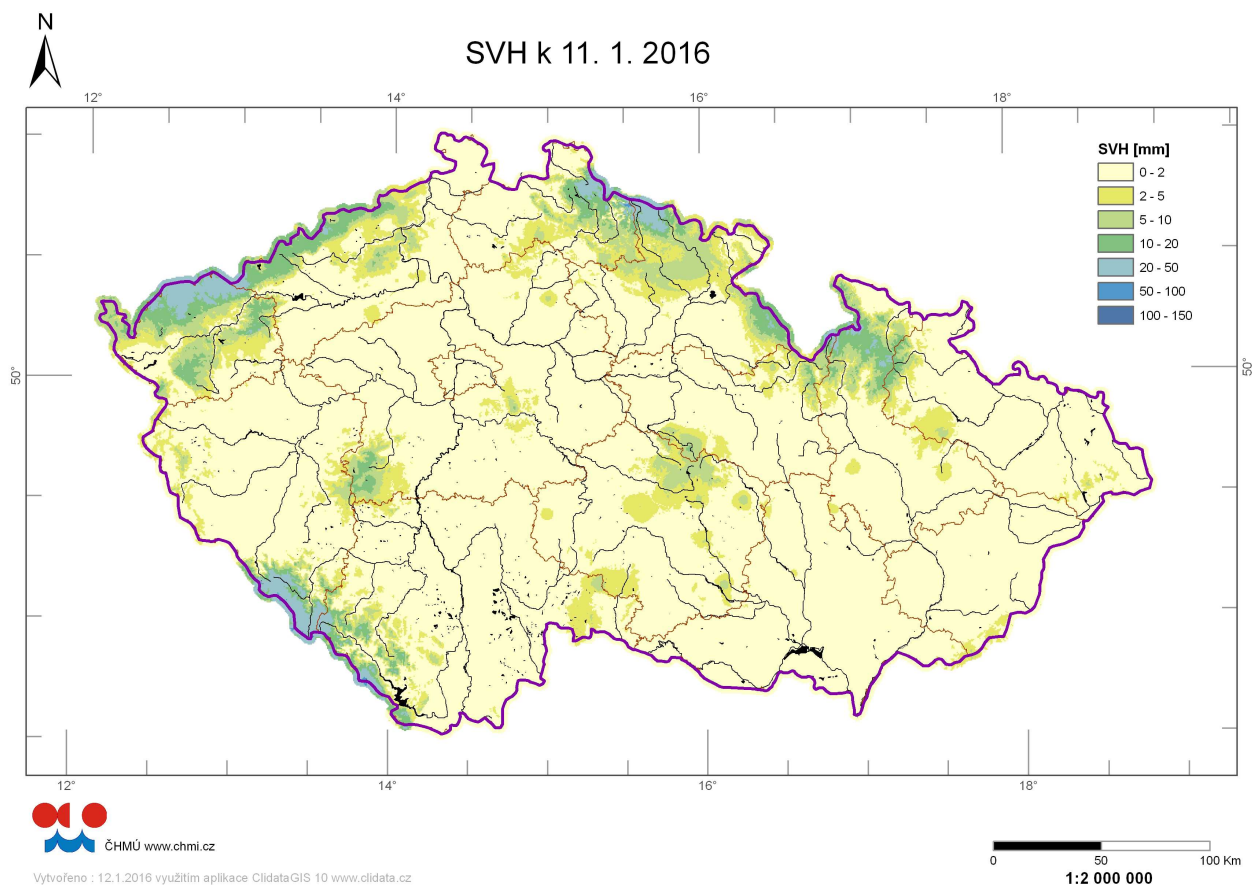 N
SVH k 11. 1. 2016
12° 14° 16° 18°
SVH [mm]
0 - 2
2 - 5
5 - 10
10 - 20
20 - 50
50 - 100
100 - 150
50° 50°
12° 14° 16° 18°
ČHMÚ www.chmi.cz
0 50 100 Km
1:2 000 000
Vytvořeno : 12.1.2016 využitím aplikace ClidataGIS 10 www.clidata.cz